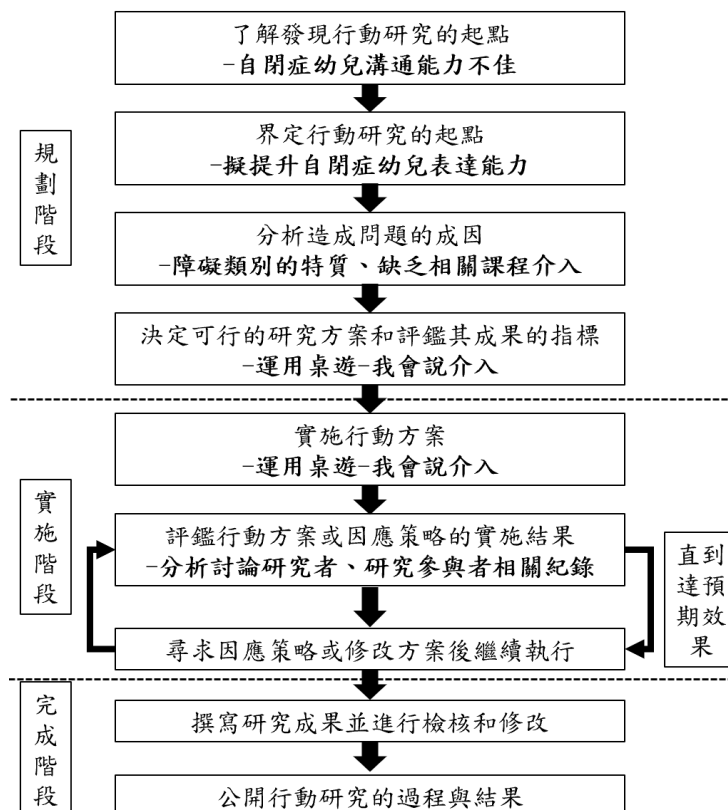 了解發現行動研究的起點
-自閉症幼兒溝通能力不佳
界定行動研究的起點
-擬提升自閉症幼兒表達能力
規劃階段
分析造成問題的成因
-障礙類別的特質、缺乏相關課程介入
決定可行的研究方案和評鑑其成果的指標
-運用桌遊-我會說介入
實施行動方案
-運用桌遊-我會說介入
實施階段
評鑑行動方案或因應策略的實施結果
-分析討論研究者、研究參與者相關紀錄
直到
達預
期效
果
尋求因應策略或修改方案後繼續執行
完成階段
撰寫研究成果並進行檢核和修改
公開行動研究的過程與結果